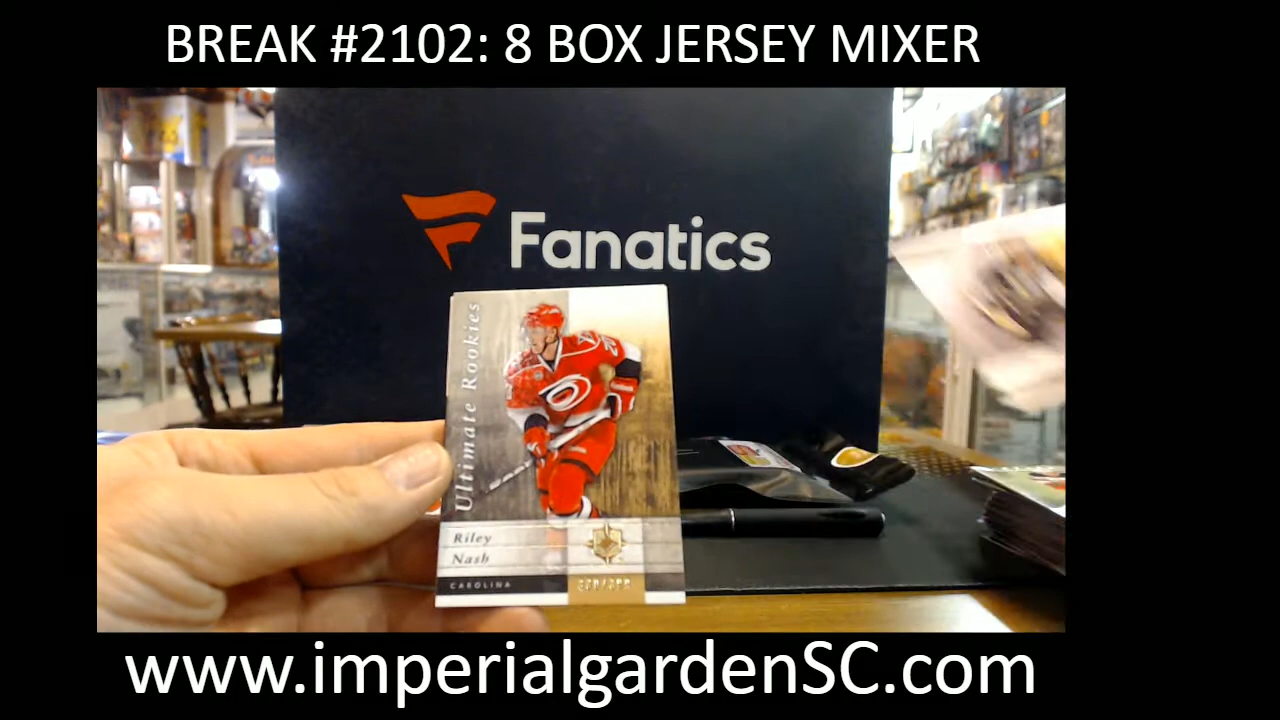 BREAK #2102: 8 BOX JERSEY MIXER
Fanatics
Ultimate Rookies
Riley
Nash
CAROLINA
www.imperialgardenSC.com